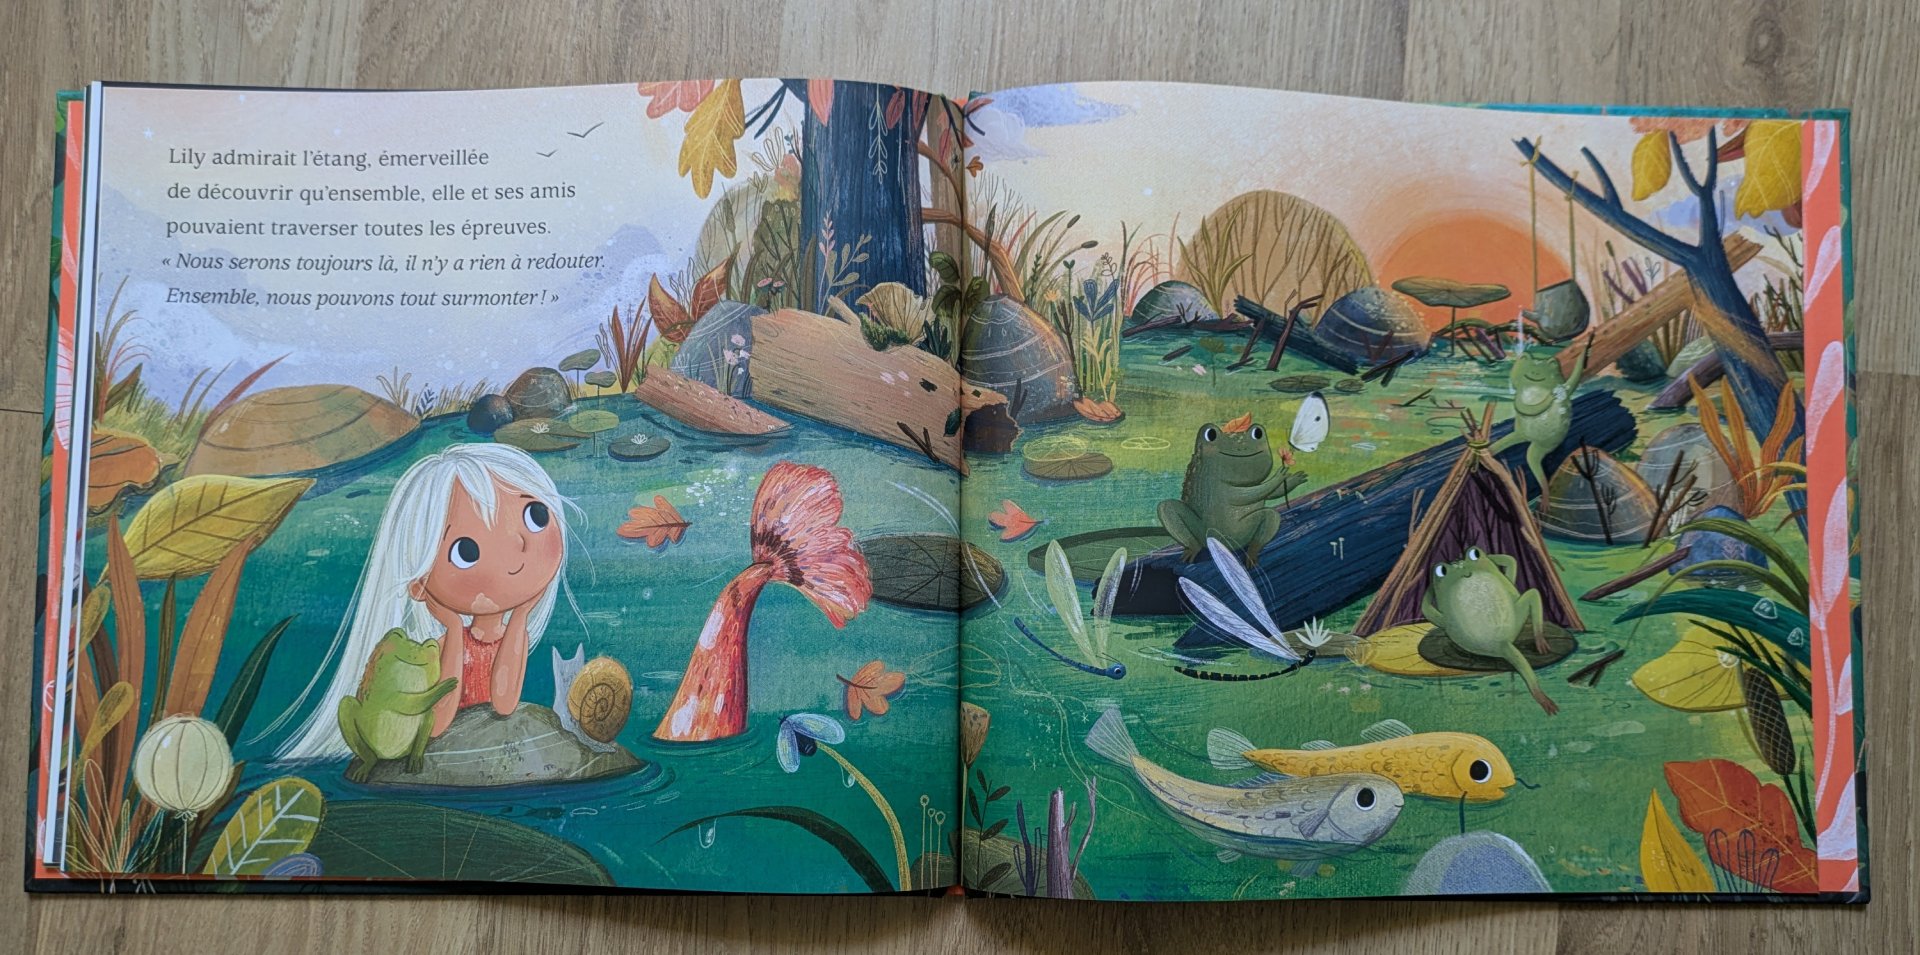 Lily admirait l'étang, émerveillée
de découvrir qu'ensemble, elle et ses amis
pouvaient traverser toutes les épreuves.
« Nous serons toujours là, il n'y a rien à redouter.
Ensemble, nous pouvons tout surmonter ! »